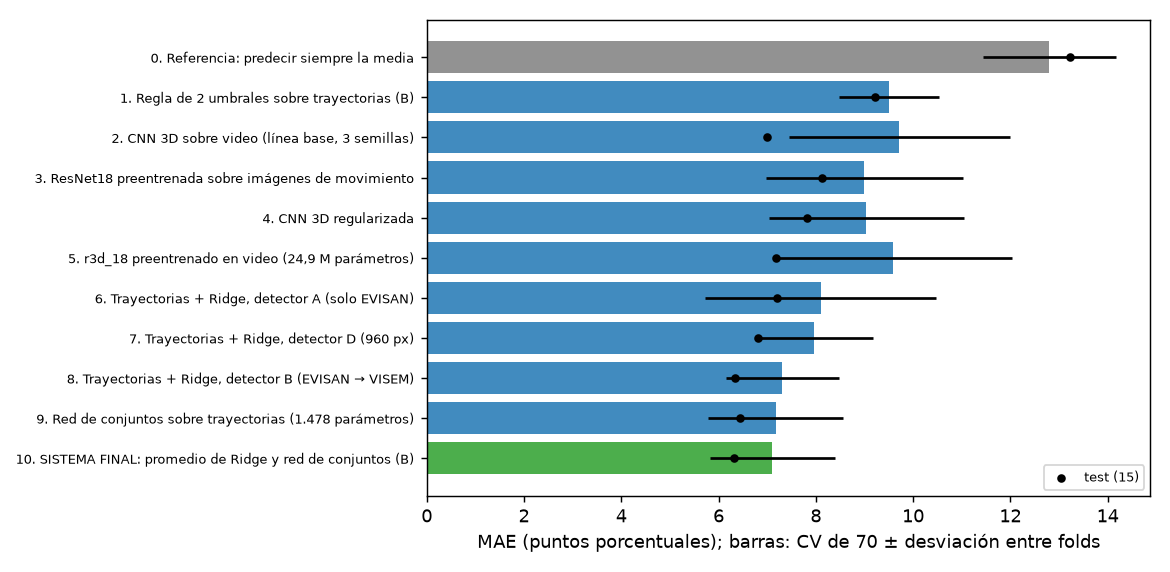 0. Referencia: predecir siempre la media
1. Regla de 2 umbrales sobre trayectorias (B)
2. CNN 3D sobre video (línea base, 3 semillas)
3. ResNet18 preentrenada sobre imágenes de movimiento
4. CNN 3D regularizada
5. r3d_18 preentrenado en video (24,9 M parámetros)
6. Trayectorias + Ridge, detector A (solo EVISAN)
7. Trayectorias + Ridge, detector D (960 px)
8. Trayectorias + Ridge, detector B (EVISAN → VISEM)
9. Red de conjuntos sobre trayectorias (1.478 parámetros)
10. SISTEMA FINAL: promedio de Ridge y red de conjuntos (B)
test (15)
0 2 4 6 8 10 12 14
MAE (puntos porcentuales); barras: CV de 70 ± desviación entre folds